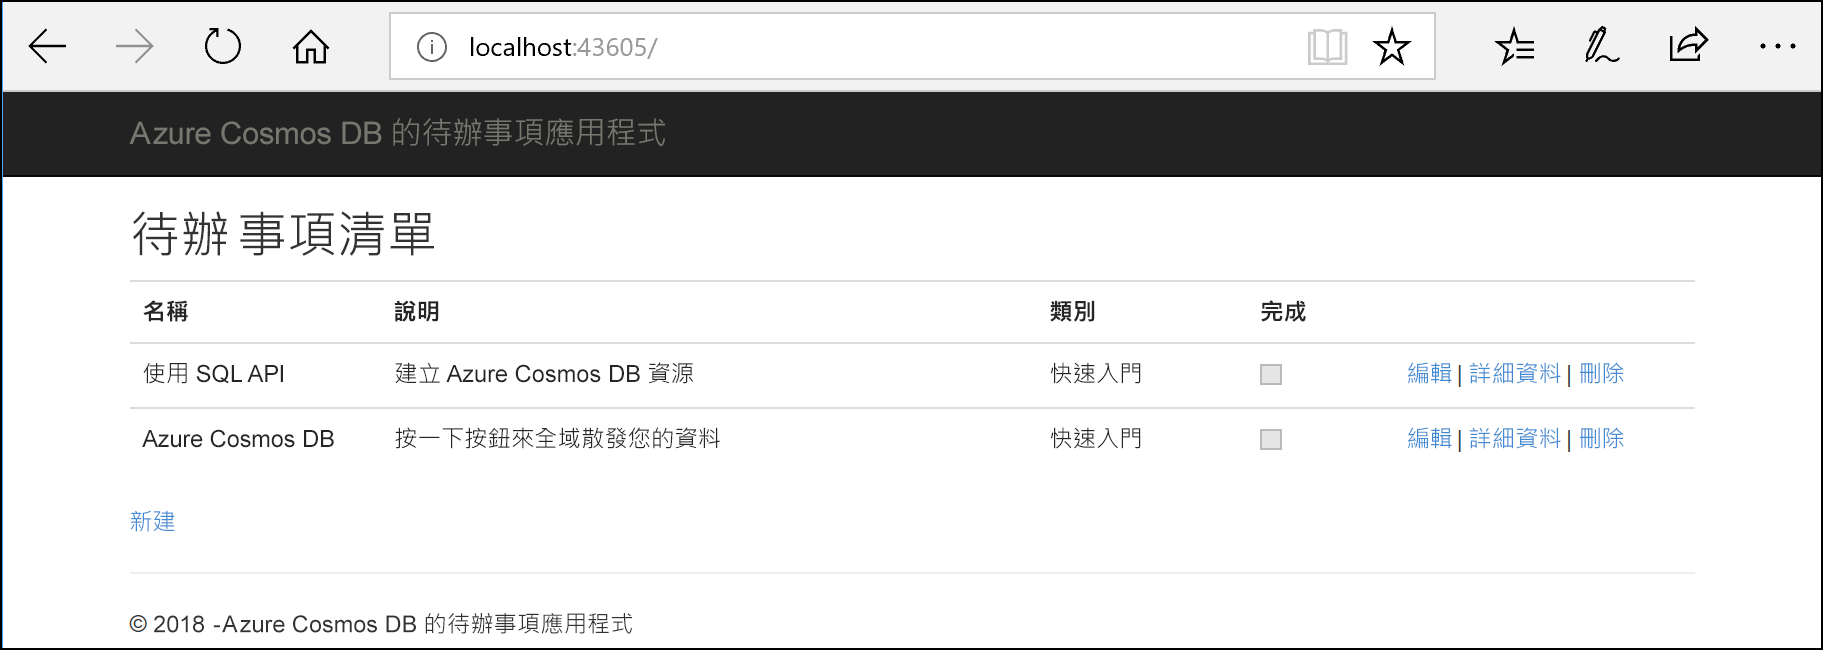 localhost:43605/
Azure Cosmos DB 的待辦事項應用程式
待辦事項清單
名稱 說明 類別 完成
使用 SQL API 建立 Azure Cosmos DB 資源 快速入門 編輯 | 詳細資料 | 刪除
Azure Cosmos DB 按一下按鈕來全域散發您的資料 快速入門 編輯 | 詳細資料 | 刪除
新建
© 2018 -Azure Cosmos DB 的待辦事項應用程式